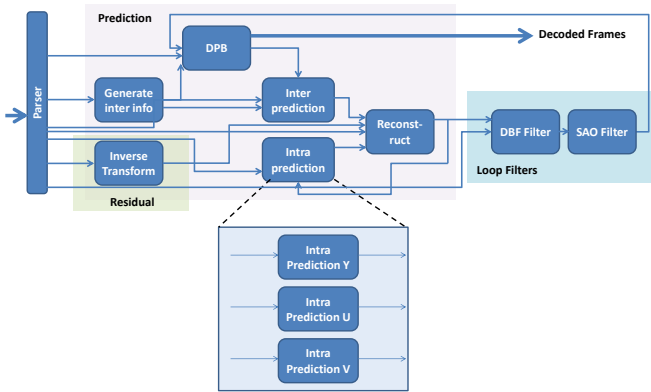 Prediction
DPB
Decoded Frames
Parser
Generate
inter info
Inter
prediction
Reconst-
ruct
DBF Filter
SAO Filter
Inverse
Transform
Intra
prediction
Loop Filters
Residual
Intra
Prediction Y
Intra
Prediction U
Intra
Prediction V